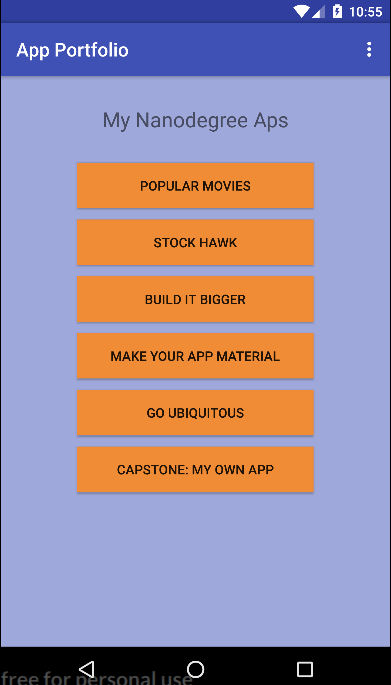 10:55
App Portfolio
My Nanodegree Aps
POPULAR MOVIES
STOCK HAWK
BUILD IT BIGGER
MAKE YOUR APP MATERIAL
GO UBIQUITOUS
CAPSTONE: MY OWN APP
free for personal use